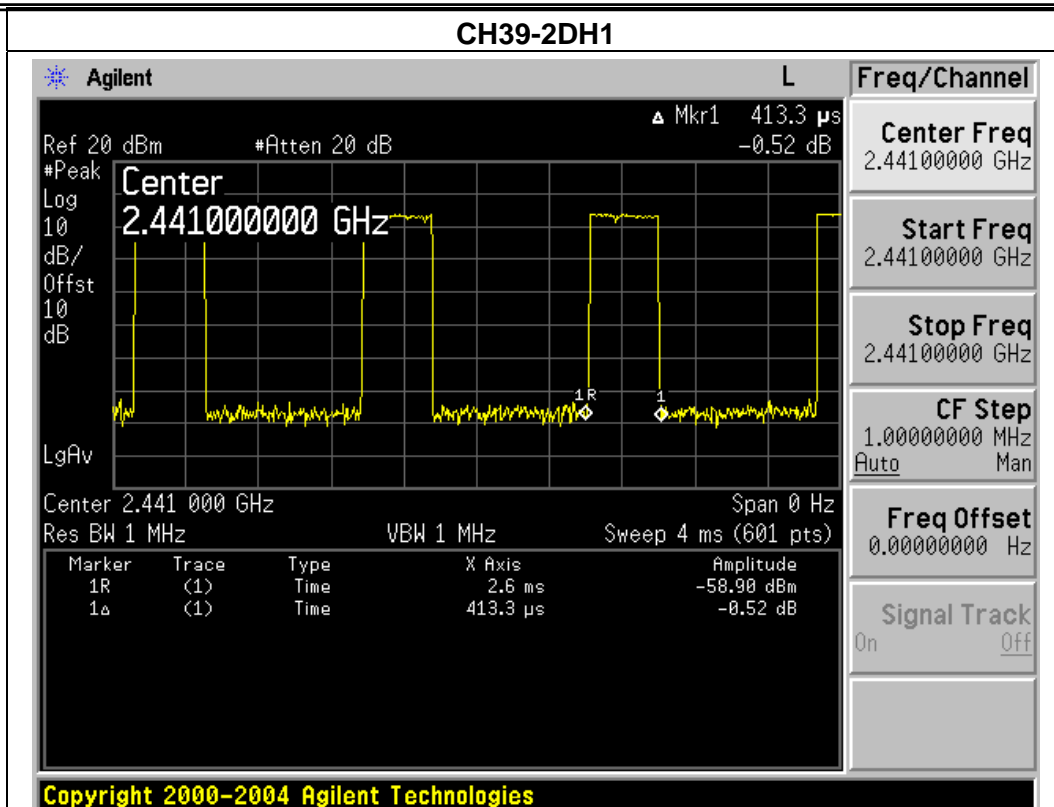 CH39-2DH1
Agilent L Freq/Channel
Δ Mkr1 413.3 µs
Ref 20 dBm #Atten 20 dB -0.52 dB
#Peak
Log
10
dB/
Offst
10
dB
LgAv
Center
2.441000000 GHz
1R 1
Center 2.441 000 GHz Span 0 Hz
Res BW 1 MHz VBW 1 MHz Sweep 4 ms (601 pts)
Marker Trace Type X Axis Amplitude
1R (1) Time 2.6 ms -58.90 dBm
1Δ (1) Time 413.3 µs -0.52 dB
Center Freq
2.44100000 GHz
Start Freq
2.44100000 GHz
Stop Freq
2.44100000 GHz
CF Step
1.00000000 MHz
Auto Man
Freq Offset
0.00000000 Hz
Signal Track
On Off
Copyright 2000-2004 Agilent Technologies